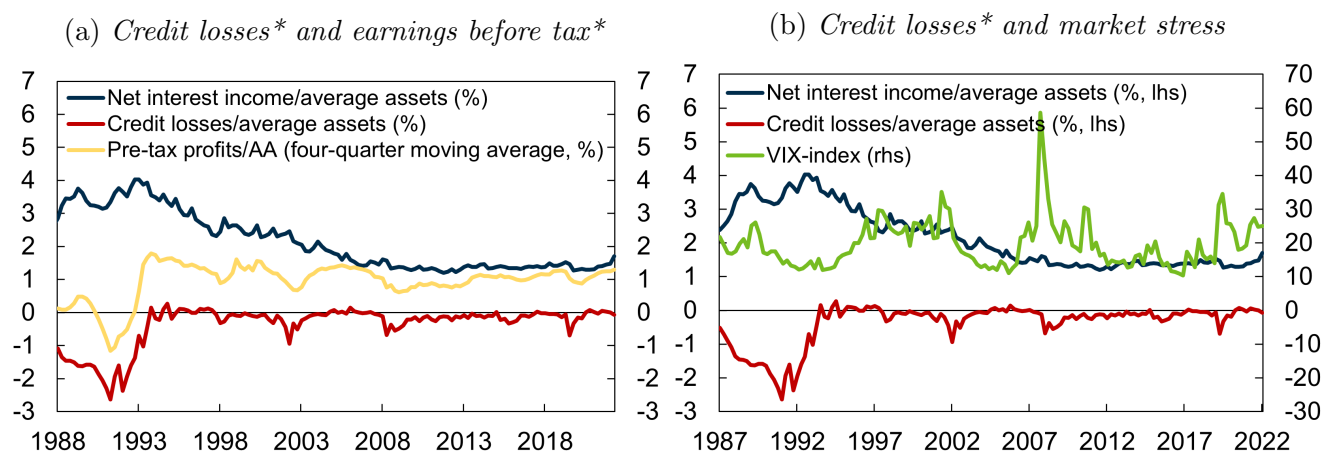 (a) Credit losses* and earnings before tax*
7 7
6 6
5 5
4 4
3 3
2 2
1 1
0 0
-1 -1
-2 -2
-3 -3
Net interest income/average assets (%)
Credit losses/average assets (%)
Pre-tax profits/AA (four-quarter moving average, %)
1988 1993 1998 2003 2008 2013 2018
(b) Credit losses* and market stress
7 70
6 60
5 50
4 40
3 30
2 20
1 10
0 0
-1 -10
-2 -20
-3 -30
Net interest income/average assets (%, lhs)
Credit losses/average assets (%, lhs)
VIX-index (rhs)
1987 1992 1997 2002 2007 2012 2017 2022